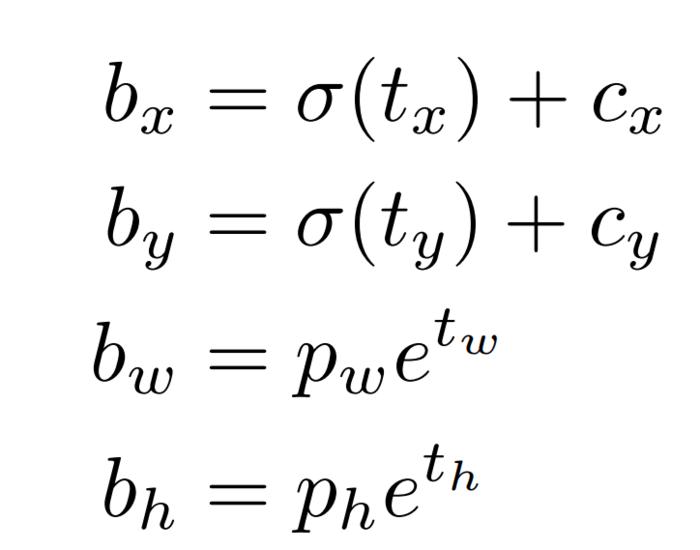 b_x = σ(t_x) + c_x
b_y = σ(t_y) + c_y
b_w = p_w e^{t_w}
b_h = p_h e^{t_h}